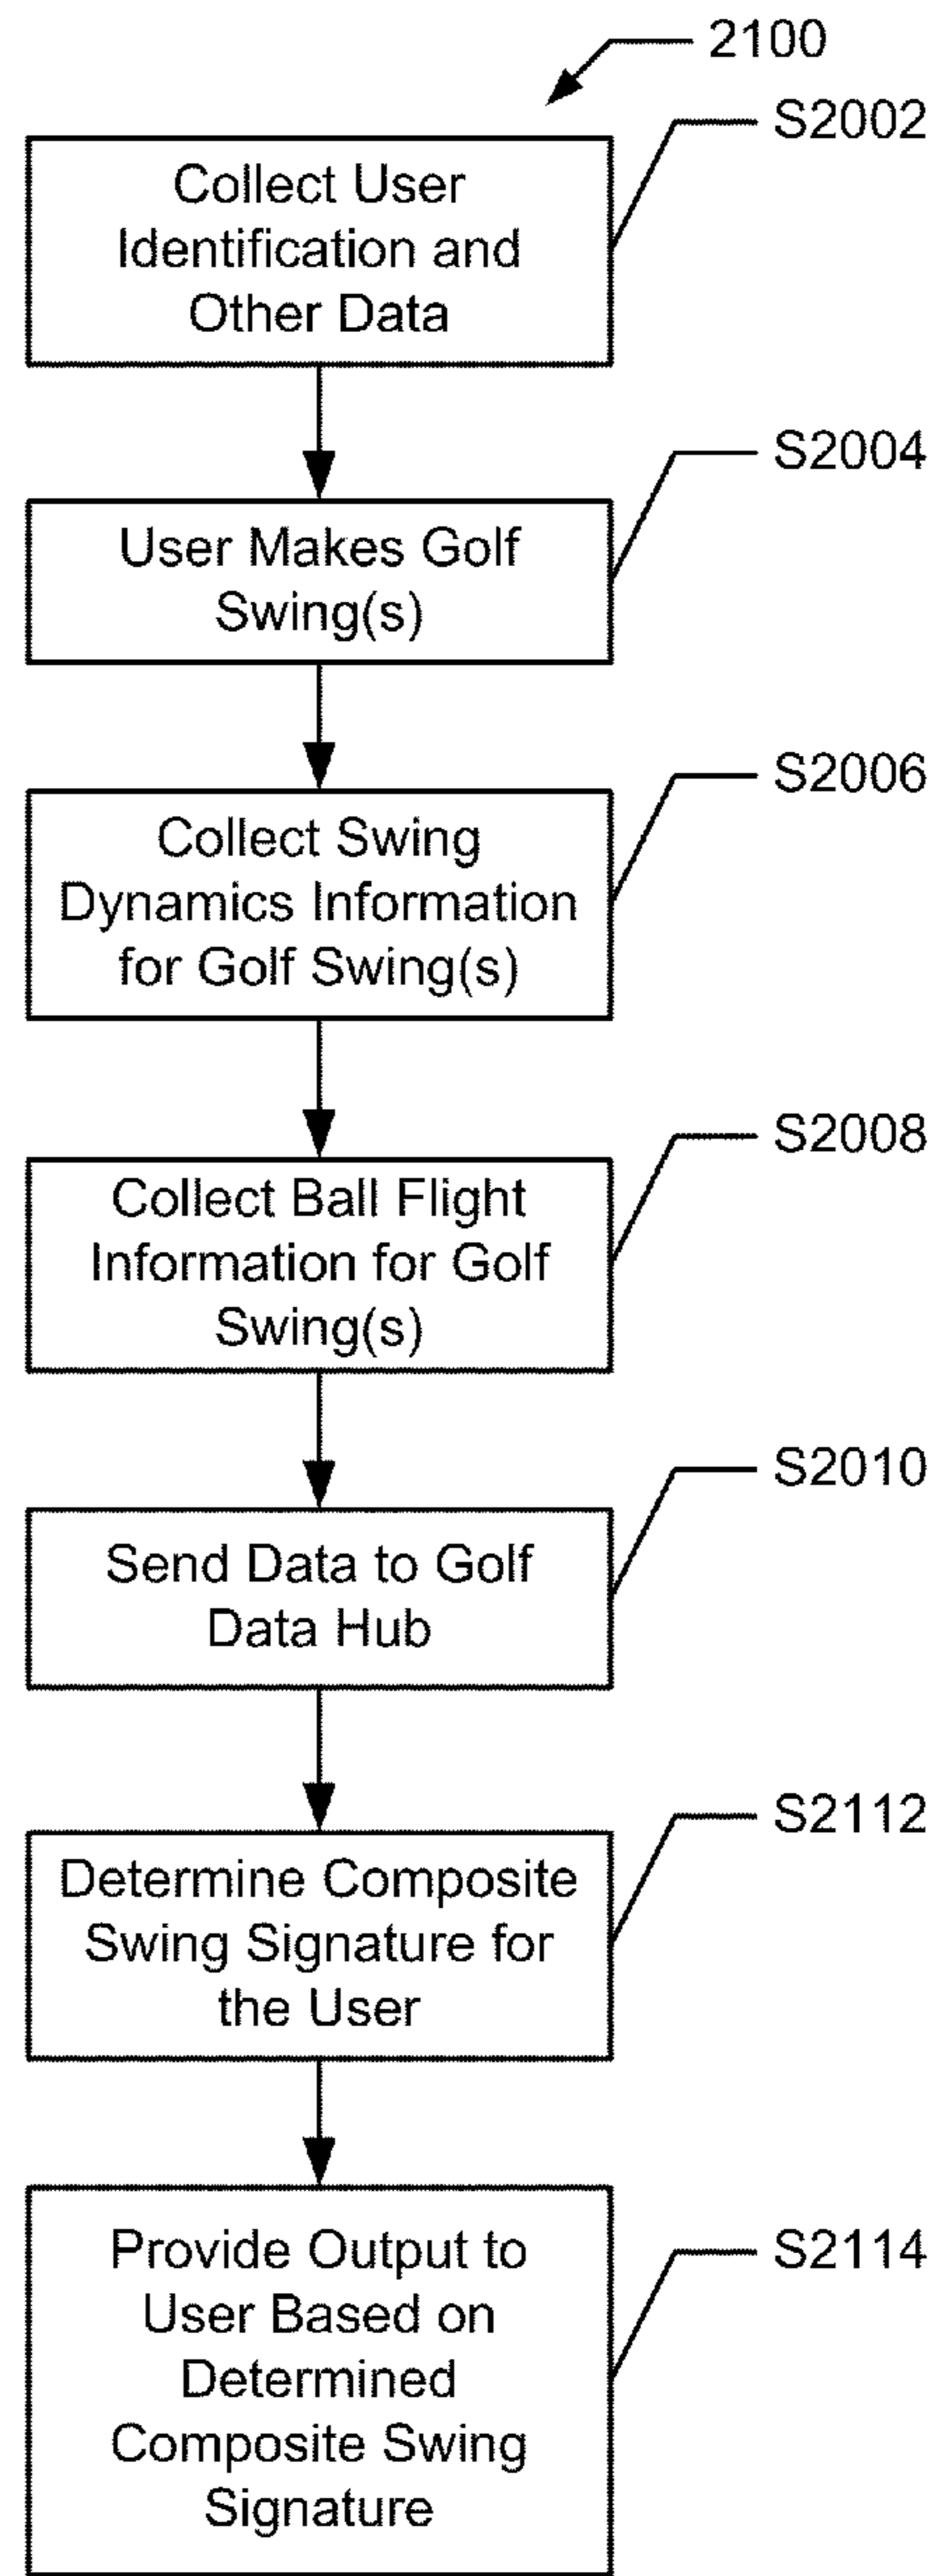 2100
S2002
Collect User
Identification and
Other Data
S2004
User Makes Golf
Swing(s)
S2006
Collect Swing
Dynamics Information
for Golf Swing(s)
S2008
Collect Ball Flight
Information for Golf
Swing(s)
S2010
Send Data to Golf
Data Hub
S2112
Determine Composite
Swing Signature for
the User
S2114
Provide Output to
User Based on
Determined
Composite Swing
Signature